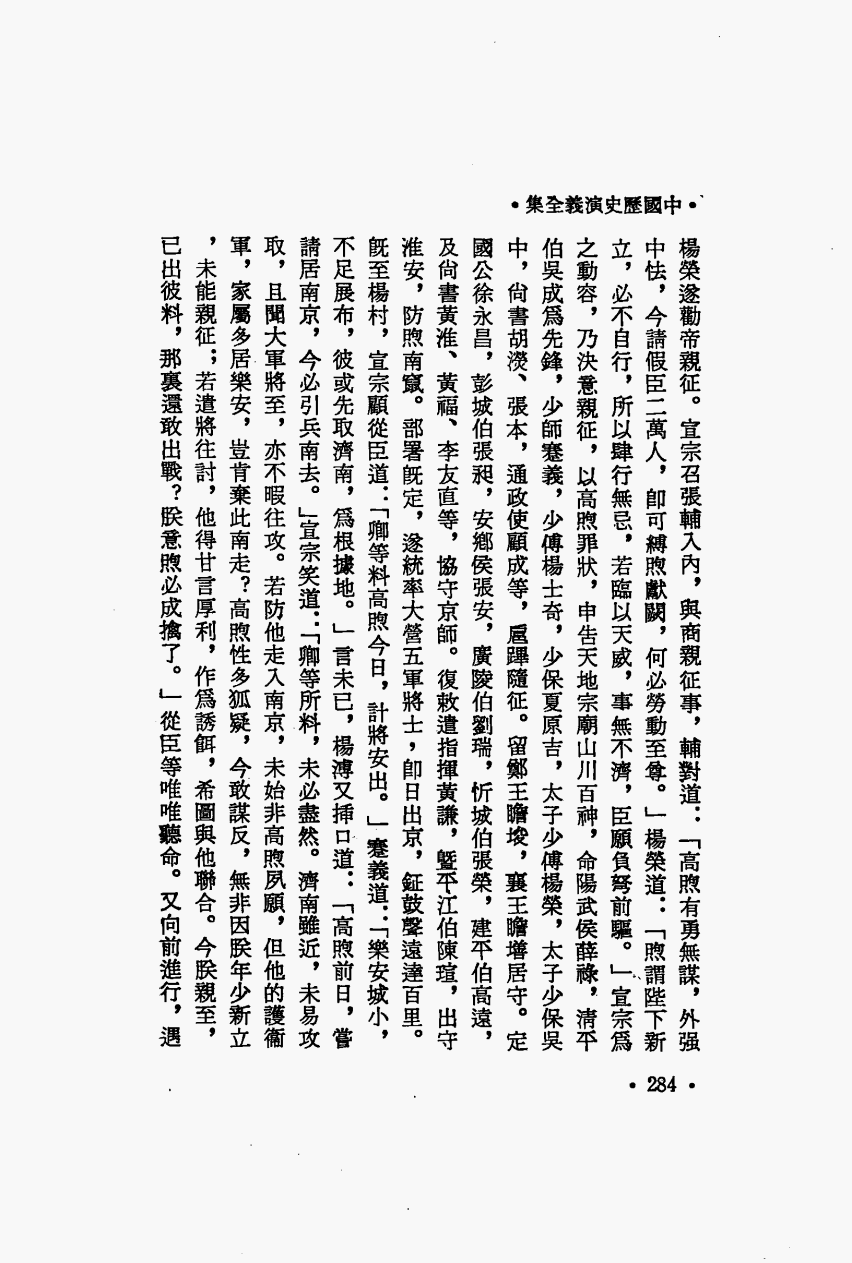 •中國歷史演義全集•
楊榮遂勸帝親征。宣宗召張輔入內，與商親征事，輔對道：「高煦有勇無謀，外强
中怯，今請假臣二萬人，卽可縛煦獻闕，何必勞動至尊。」楊榮道：「煦謂陛下新
立，必不自行，所以肆行無忌，若臨以天威，事無不濟，臣願負弩前驅。」宣宗爲
之動容，乃決意親征，以高煦罪狀，申告天地宗廟山川百神，命陽武侯薛祿，淸平
伯吳成爲先鋒，少師蹇義，少傅楊士奇，少保夏原吉，太子少傅楊榮，太子少保吳
中，尙書胡濙、張本，通政使顧成等，扈蹕隨征。留鄭王瞻埈，襄王瞻墡居守。定
國公徐永昌，彭城伯張昶，安鄉侯張安，廣陵伯劉瑞，忻城伯張榮，建平伯高遠，
及尙書黃淮、黃福、李友直等，協守京師。復敕遣指揮黃謙，曁平江伯陳瑄，出守
淮安，防煦南竄。部署旣定，遂統率大營五軍將士，卽日出京，鉦鼓聲遠達百里。
旣至楊村，宣宗顧從臣道：「卿等料高煦今日，計將安出。」蹇義道：「樂安城小，
不足展布，彼或先取濟南，爲根據地。」言未已，楊溥又揷口道：「高煦前日，嘗
請居南京，今必引兵南去。」宣宗笑道：「卿等所料，未必盡然。濟南雖近，未易攻
取，且聞大軍將至，亦不暇往攻。若防他走入南京，未始非高煦夙願，但他的護衞
軍，家屬多居樂安，豈肯棄此南走？高煦性多狐疑，今敢謀反，無非因朕年少新立
，未能親征；若遣將往討，他得甘言厚利，作爲誘餌，希圖與他聯合。今朕親至，
已出彼料，那裏還敢出戰？朕意煦必成擒了。」從臣等唯唯聽命。又向前進行，遇
• 284 •